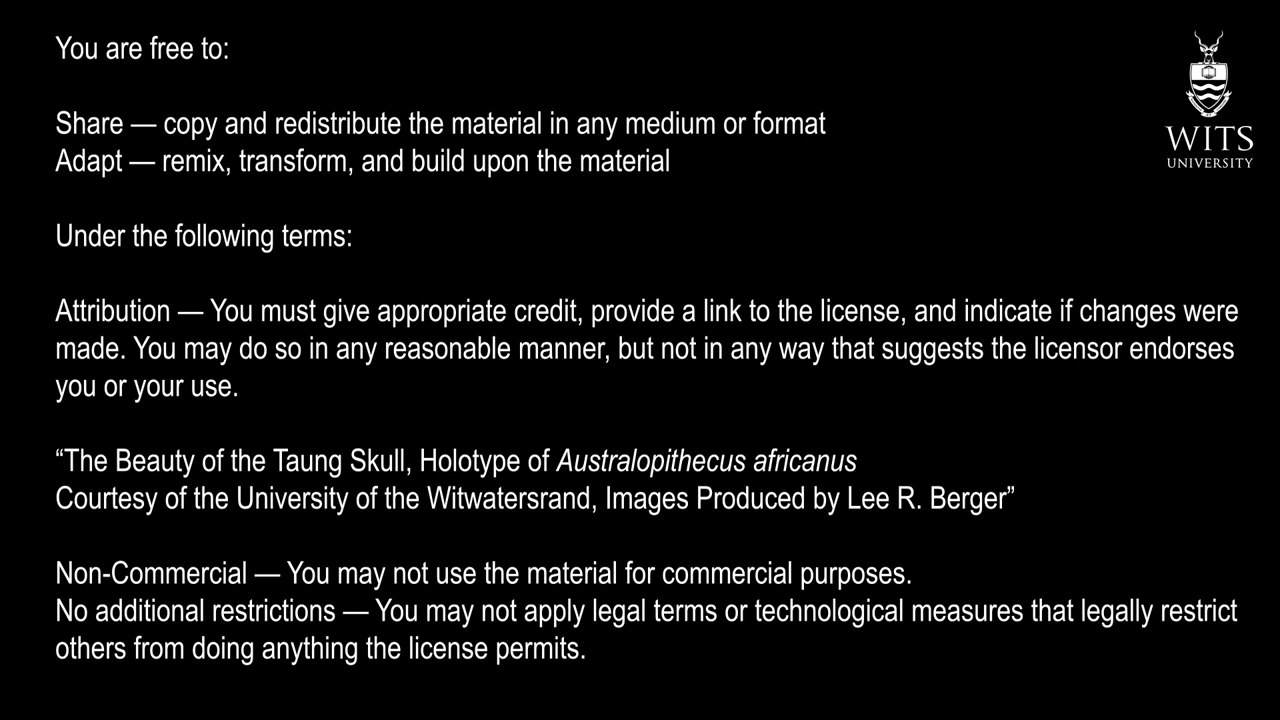 You are free to:
Share — copy and redistribute the material in any medium or format
Adapt — remix, transform, and build upon the material
Under the following terms:
Attribution — You must give appropriate credit, provide a link to the license, and indicate if changes were
made. You may do so in any reasonable manner, but not in any way that suggests the licensor endorses
you or your use.
“The Beauty of the Taung Skull, Holotype of Australopithecus africanus
Courtesy of the University of the Witwatersrand, Images Produced by Lee R. Berger”
Non-Commercial — You may not use the material for commercial purposes.
No additional restrictions — You may not apply legal terms or technological measures that legally restrict
others from doing anything the license permits.
WITS
UNIVERSITY